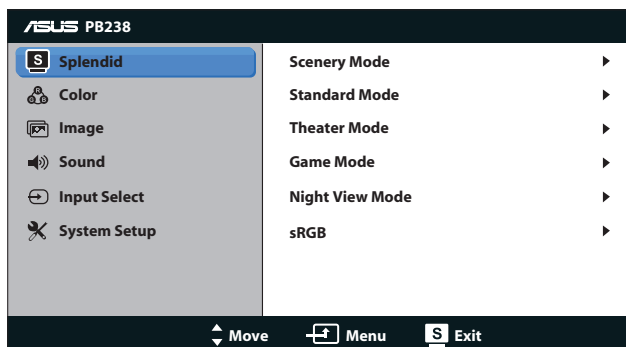 ASUS PB238
S Splendid
Color
Image
Sound
Input Select
System Setup
Scenery Mode
Standard Mode
Theater Mode
Game Mode
Night View Mode
sRGB
Move Menu S Exit